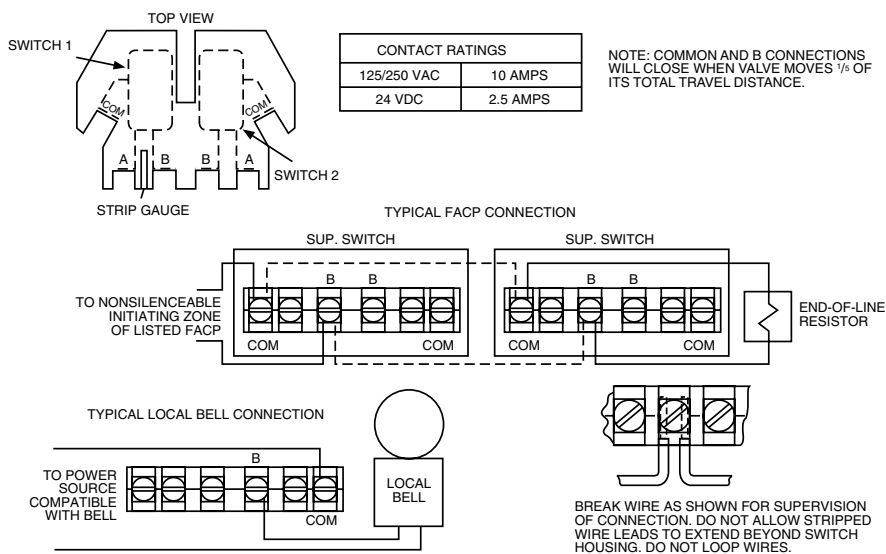 TOP VIEW
SWITCH 1
COM
COM
A
B
B
A
SWITCH 2
STRIP GAUGE
CONTACT RATINGS
125/250 VAC 10 AMPS
24 VDC 2.5 AMPS
NOTE: COMMON AND B CONNECTIONS
WILL CLOSE WHEN VALVE MOVES 1/5 OF
ITS TOTAL TRAVEL DISTANCE.
TYPICAL FACP CONNECTION
SUP. SWITCH
SUP. SWITCH
B B
B B
TO NONSILENCEABLE
INITIATING ZONE
OF LISTED FACP
COM COM
COM COM
END-OF-LINE
RESISTOR
TYPICAL LOCAL BELL CONNECTION
B
TO POWER
SOURCE
COMPATIBLE
WITH BELL
COM
LOCAL
BELL
BREAK WIRE AS SHOWN FOR SUPERVISION
OF CONNECTION. DO NOT ALLOW STRIPPED
WIRE LEADS TO EXTEND BEYOND SWITCH
HOUSING. DO NOT LOOP WIRES.